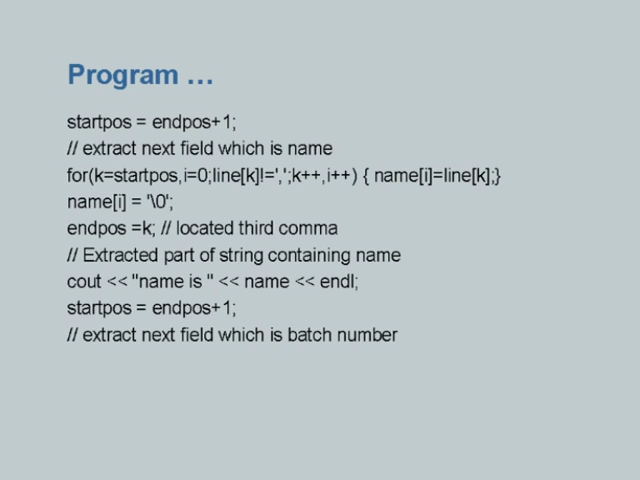 Program …
startpos = endpos+1;
// extract next field which is name
for(k=startpos,i=0;line[k]!=',';k++,i++) { name[i]=line[k];}
name[i] = '\0';
endpos =k; // located third comma
// Extracted part of string containing name
cout << "name is " << name << endl;
startpos = endpos+1;
// extract next field which is batch number